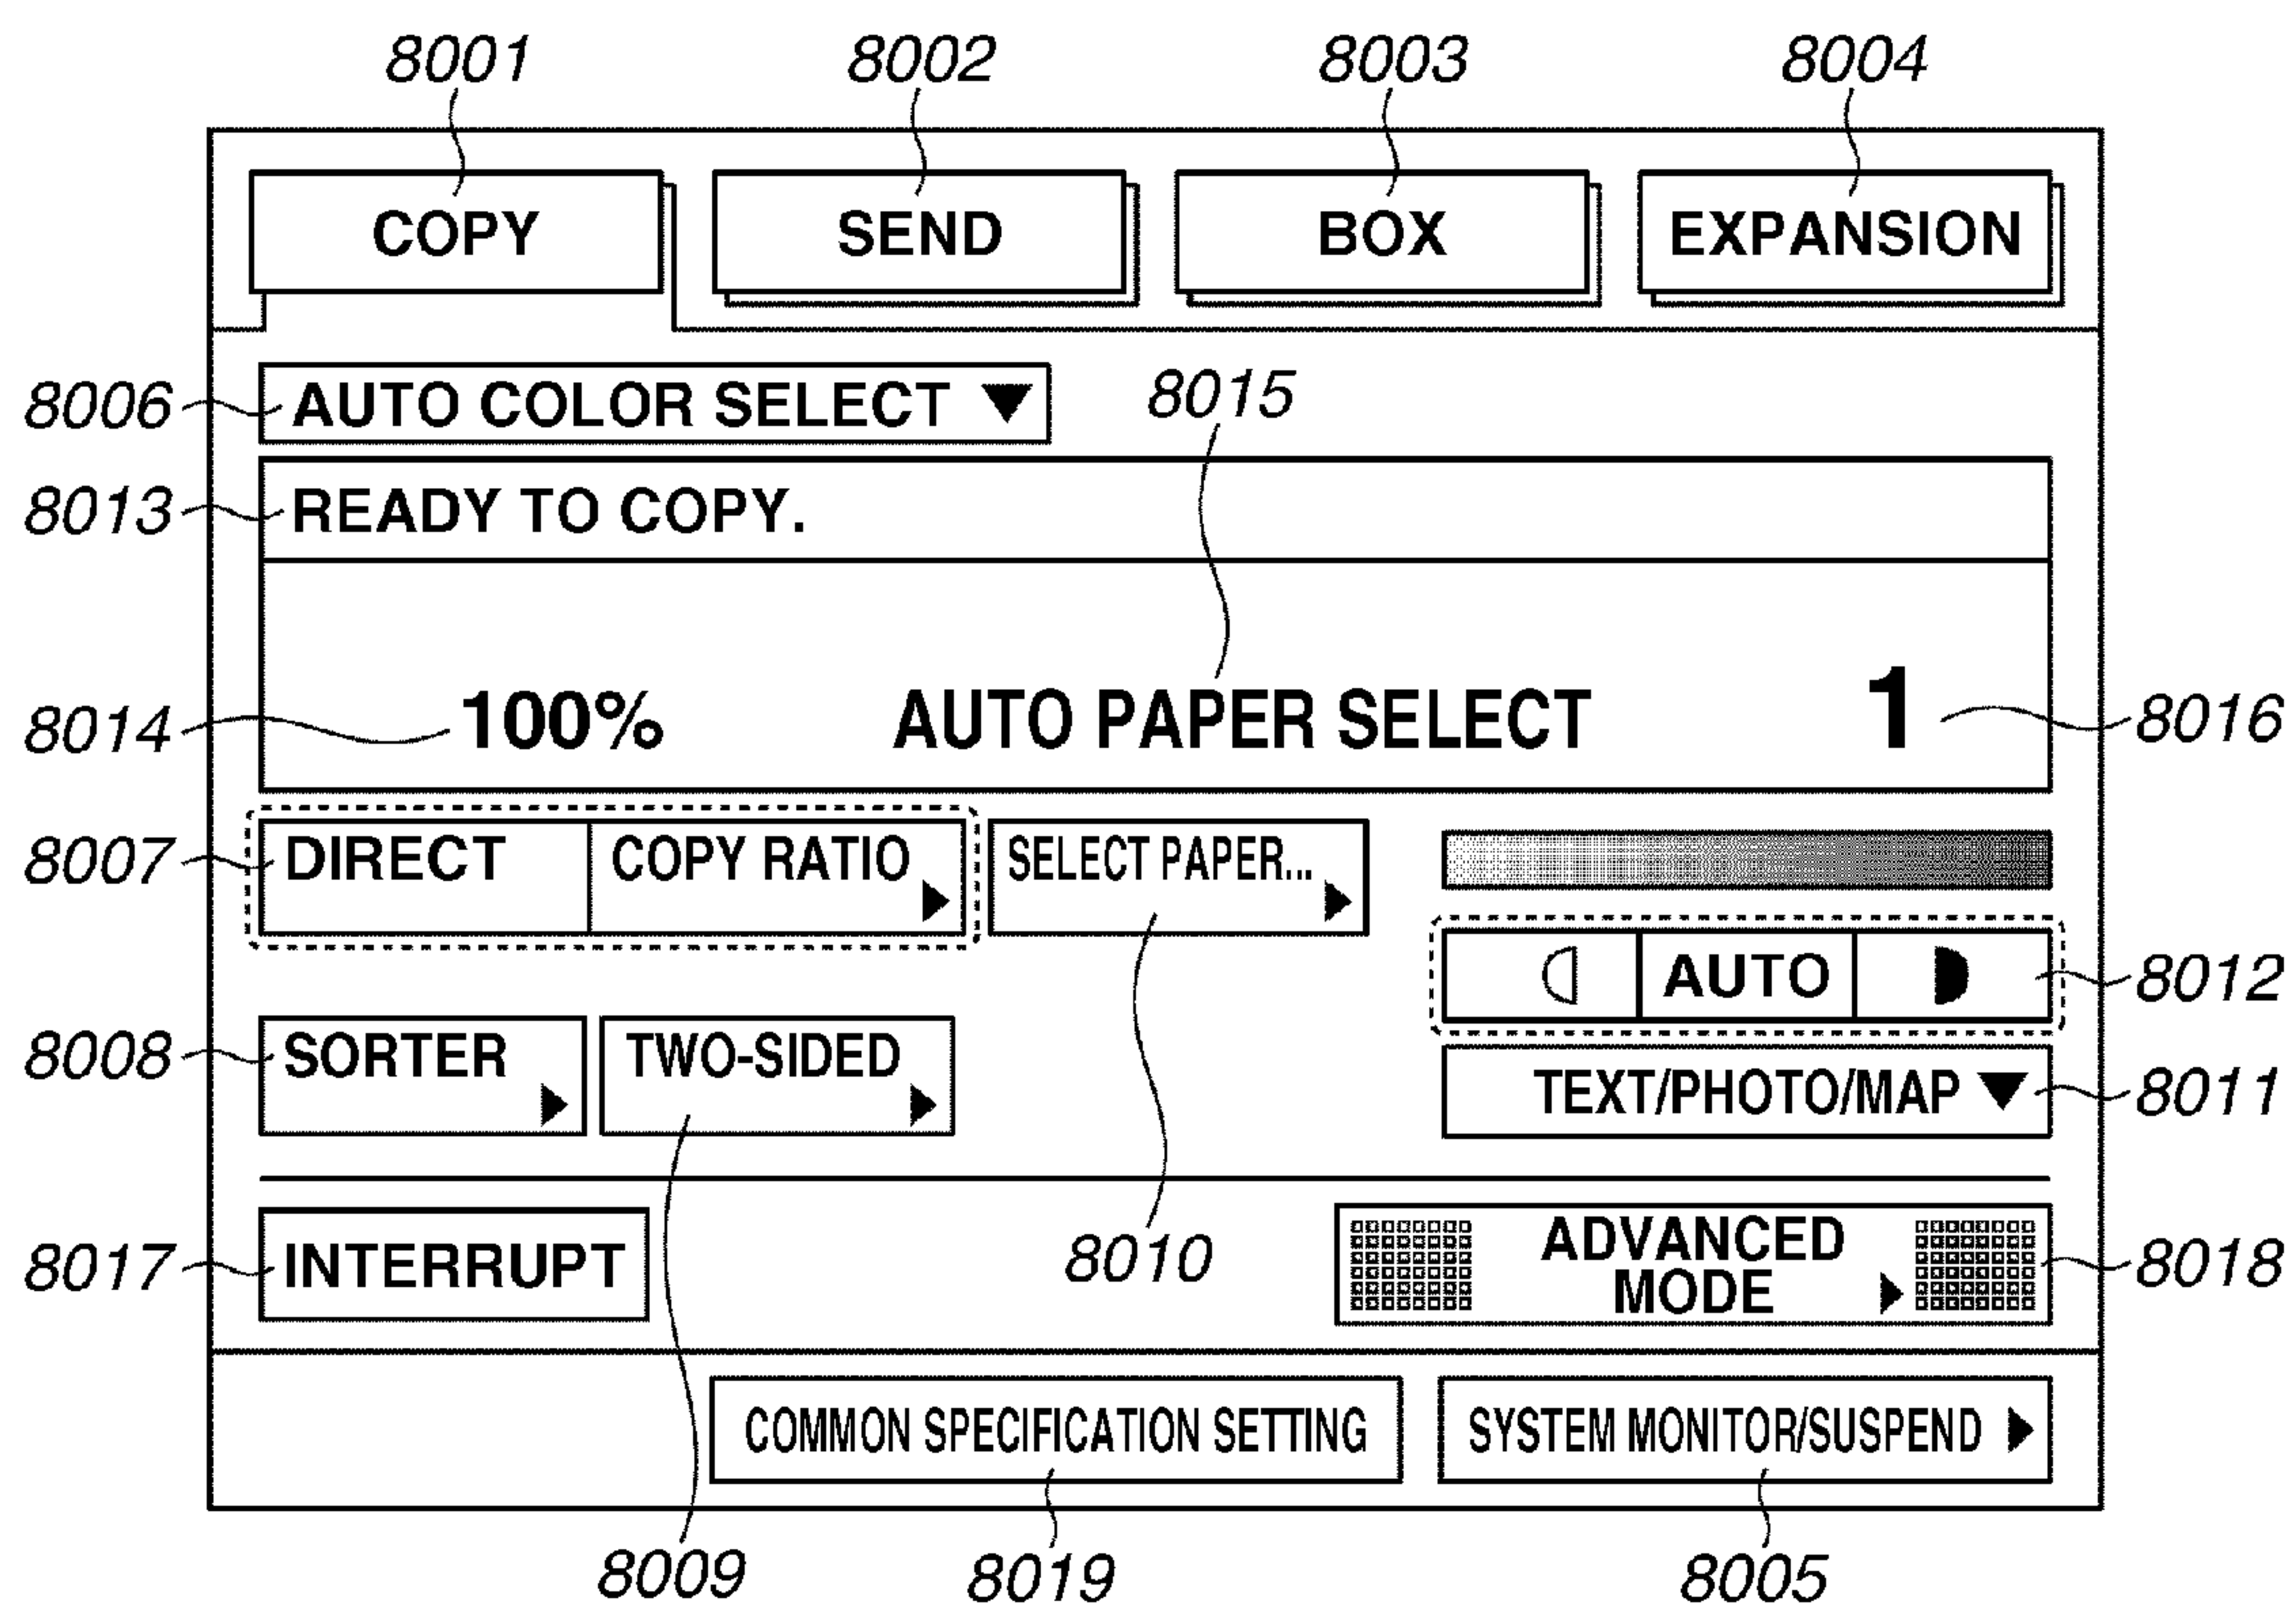 8001 8002 8003 8004
COPY SEND BOX EXPANSION
8006 AUTO COLOR SELECT 8015
8013 READY TO COPY.
8014 100% AUTO PAPER SELECT 1 8016
8007 DIRECT COPY RATIO SELECT PAPER...
AUTO 8012
8008 SORTER TWO-SIDED
TEXT/PHOTO/MAP 8011
8017 INTERRUPT 8010 ADVANCED
MODE 8018
COMMON SPECIFICATION SETTING SYSTEM MONITOR/SUSPEND
8009 8019 8005